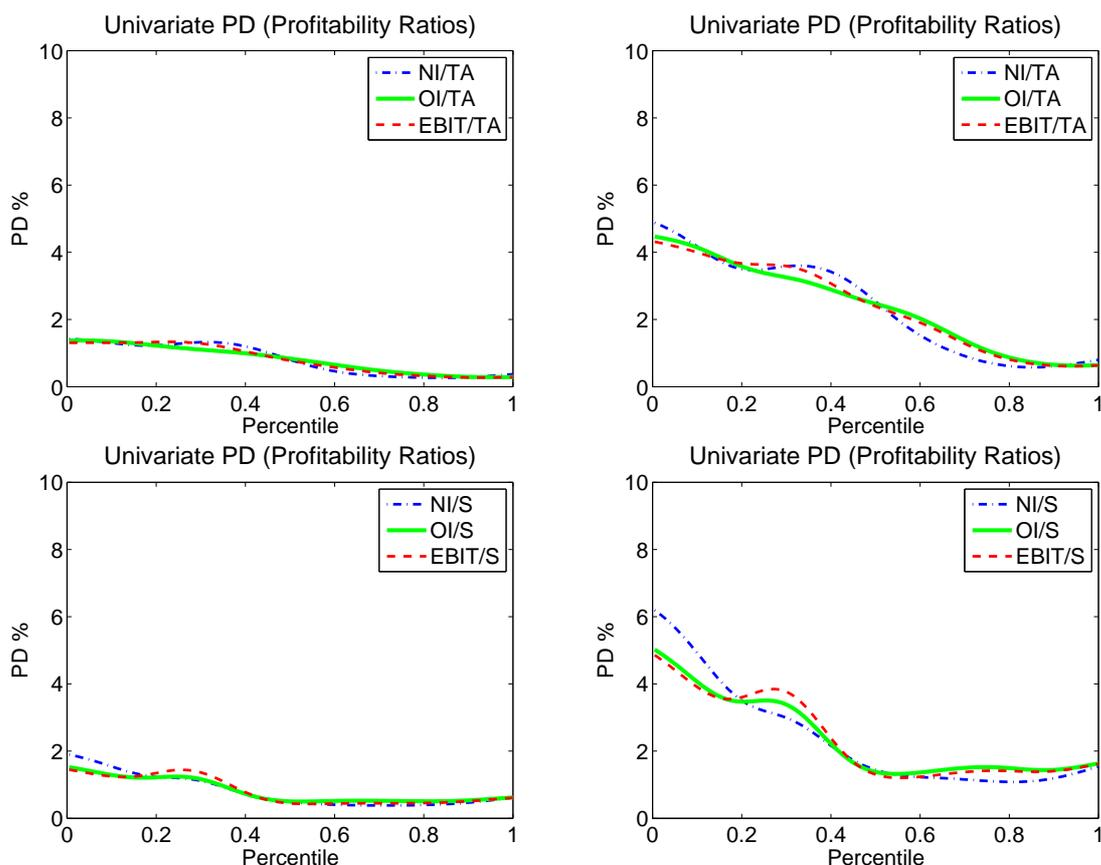 Univariate PD (Profitability Ratios)
10
8
6
4
2
0
PD %
NI/TA
OI/TA
EBIT/TA
0 0.2 0.4 0.6 0.8 1
Percentile
Univariate PD (Profitability Ratios)
10
8
6
4
2
0
PD %
NI/TA
OI/TA
EBIT/TA
0 0.2 0.4 0.6 0.8 1
Percentile
Univariate PD (Profitability Ratios)
10
8
6
4
2
0
PD %
NI/S
OI/S
EBIT/S
0 0.2 0.4 0.6 0.8 1
Percentile
Univariate PD (Profitability Ratios)
10
8
6
4
2
0
PD %
NI/S
OI/S
EBIT/S
0 0.2 0.4 0.6 0.8 1
Percentile